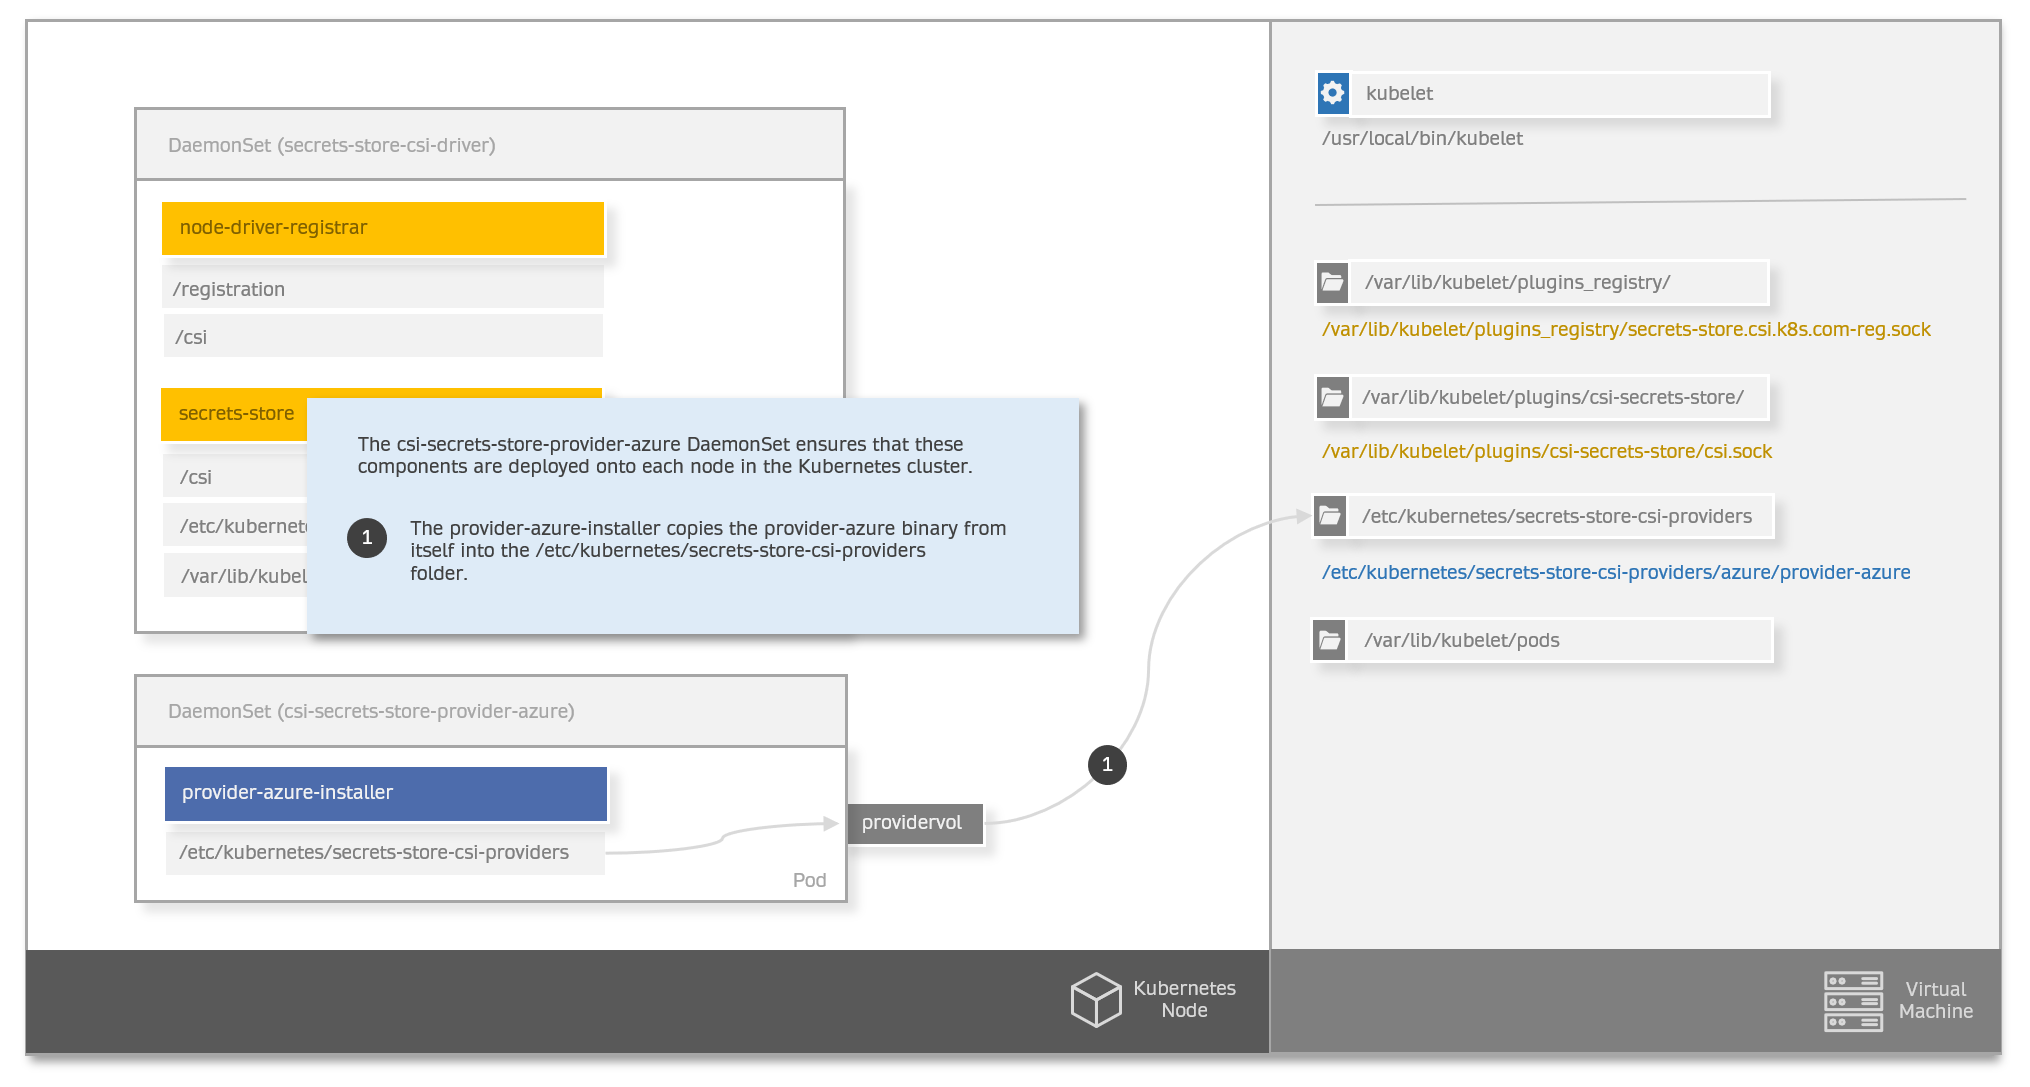 DaemonSet (secrets-store-csi-driver)
node-driver-registrar
/registration
/csi
secrets-store
/csi
/etc/kubernete
/var/lib/kubel
The csi-secrets-store-provider-azure DaemonSet ensures that these
components are deployed onto each node in the Kubernetes cluster.
1
The provider-azure-installer copies the provider-azure binary from
itself into the /etc/kubernetes/secrets-store-csi-providers
folder.
DaemonSet (csi-secrets-store-provider-azure)
provider-azure-installer
/etc/kubernetes/secrets-store-csi-providers
Pod
providervol
1
Kubernetes
Node
kubelet
/usr/local/bin/kubelet
/var/lib/kubelet/plugins_registry/
/var/lib/kubelet/plugins_registry/secrets-store.csi.k8s.com-reg.sock
/var/lib/kubelet/plugins/csi-secrets-store/
/var/lib/kubelet/plugins/csi-secrets-store/csi.sock
/etc/kubernetes/secrets-store-csi-providers
/etc/kubernetes/secrets-store-csi-providers/azure/provider-azure
/var/lib/kubelet/pods
Virtual
Machine